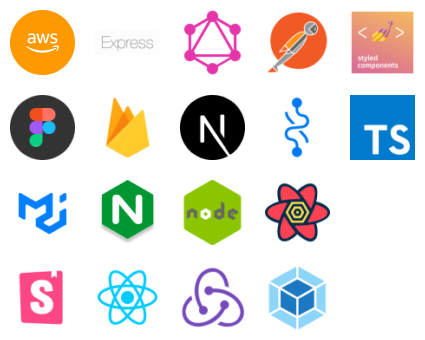 aws
Express
< >
styled
components
N
TS
N
node
S